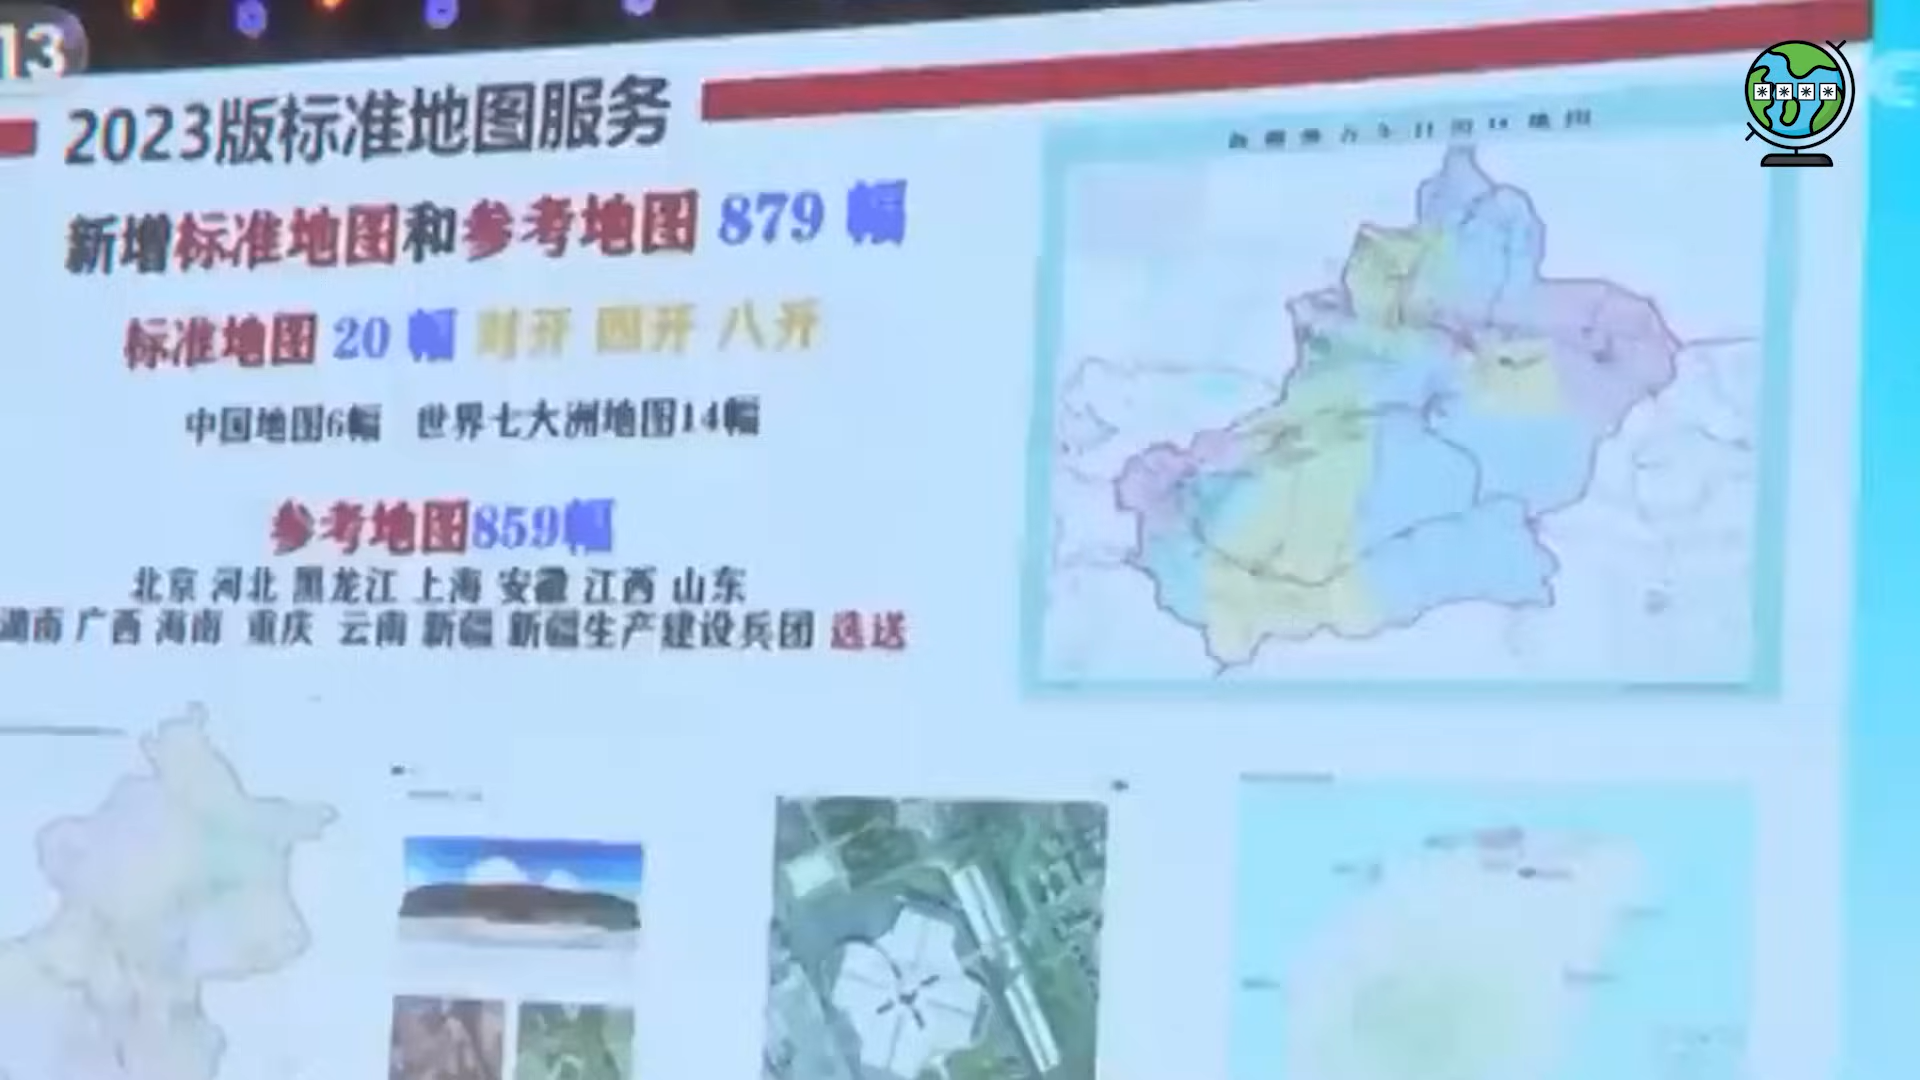 13
2023版标准地图服务
新增标准地图和参考地图 879 幅
标准地图 20 幅 对开 四开 八开
中国地图6幅 世界七大洲地图14幅
参考地图859幅
北京 河北 黑龙江 上海 安徽 江西 山东
湖南 广西 海南 重庆 云南 新疆 新疆生产建设兵团 选送